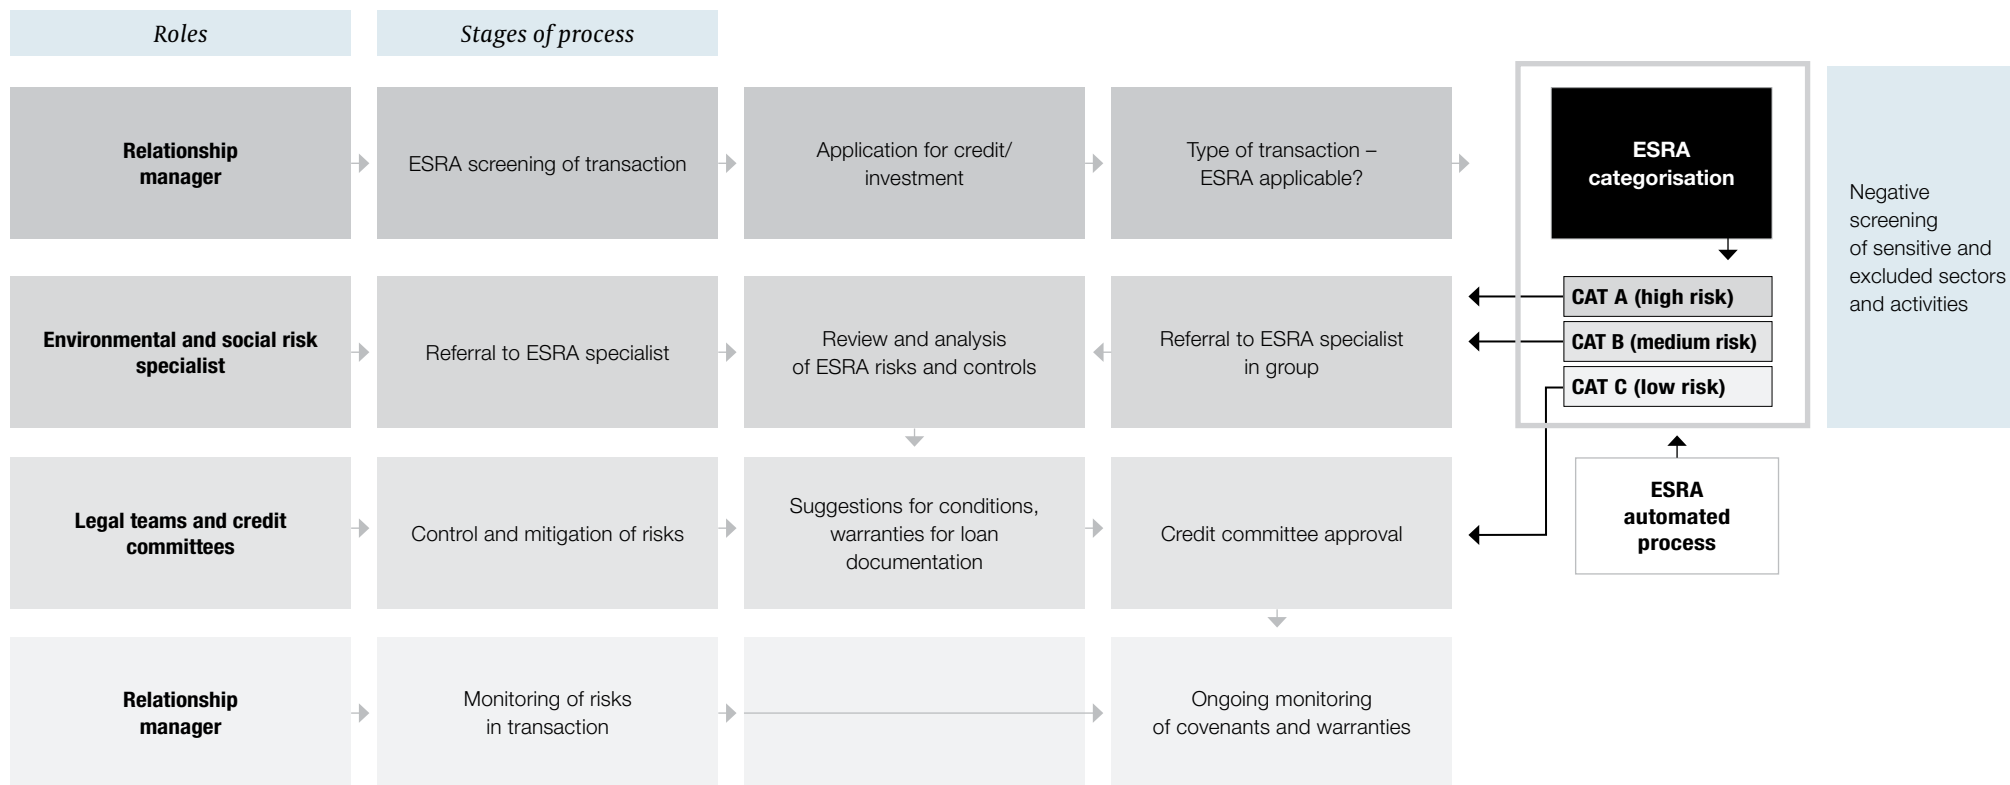 Roles
Stages of process
Relationship
manager
ESRA screening of transaction
Application for credit/
investment
Type of transaction –
ESRA applicable?
ESRA
categorisation
Negative
screening
of sensitive and
excluded sectors
and activities
CAT A (high risk)
CAT B (medium risk)
CAT C (low risk)
Environmental and social risk
specialist
Referral to ESRA specialist
Review and analysis
of ESRA risks and controls
Referral to ESRA specialist
in group
Legal teams and credit
committees
Control and mitigation of risks
Suggestions for conditions,
warranties for loan
documentation
Credit committee approval
ESRA
automated
process
Relationship
manager
Monitoring of risks
in transaction
Ongoing monitoring
of covenants and warranties